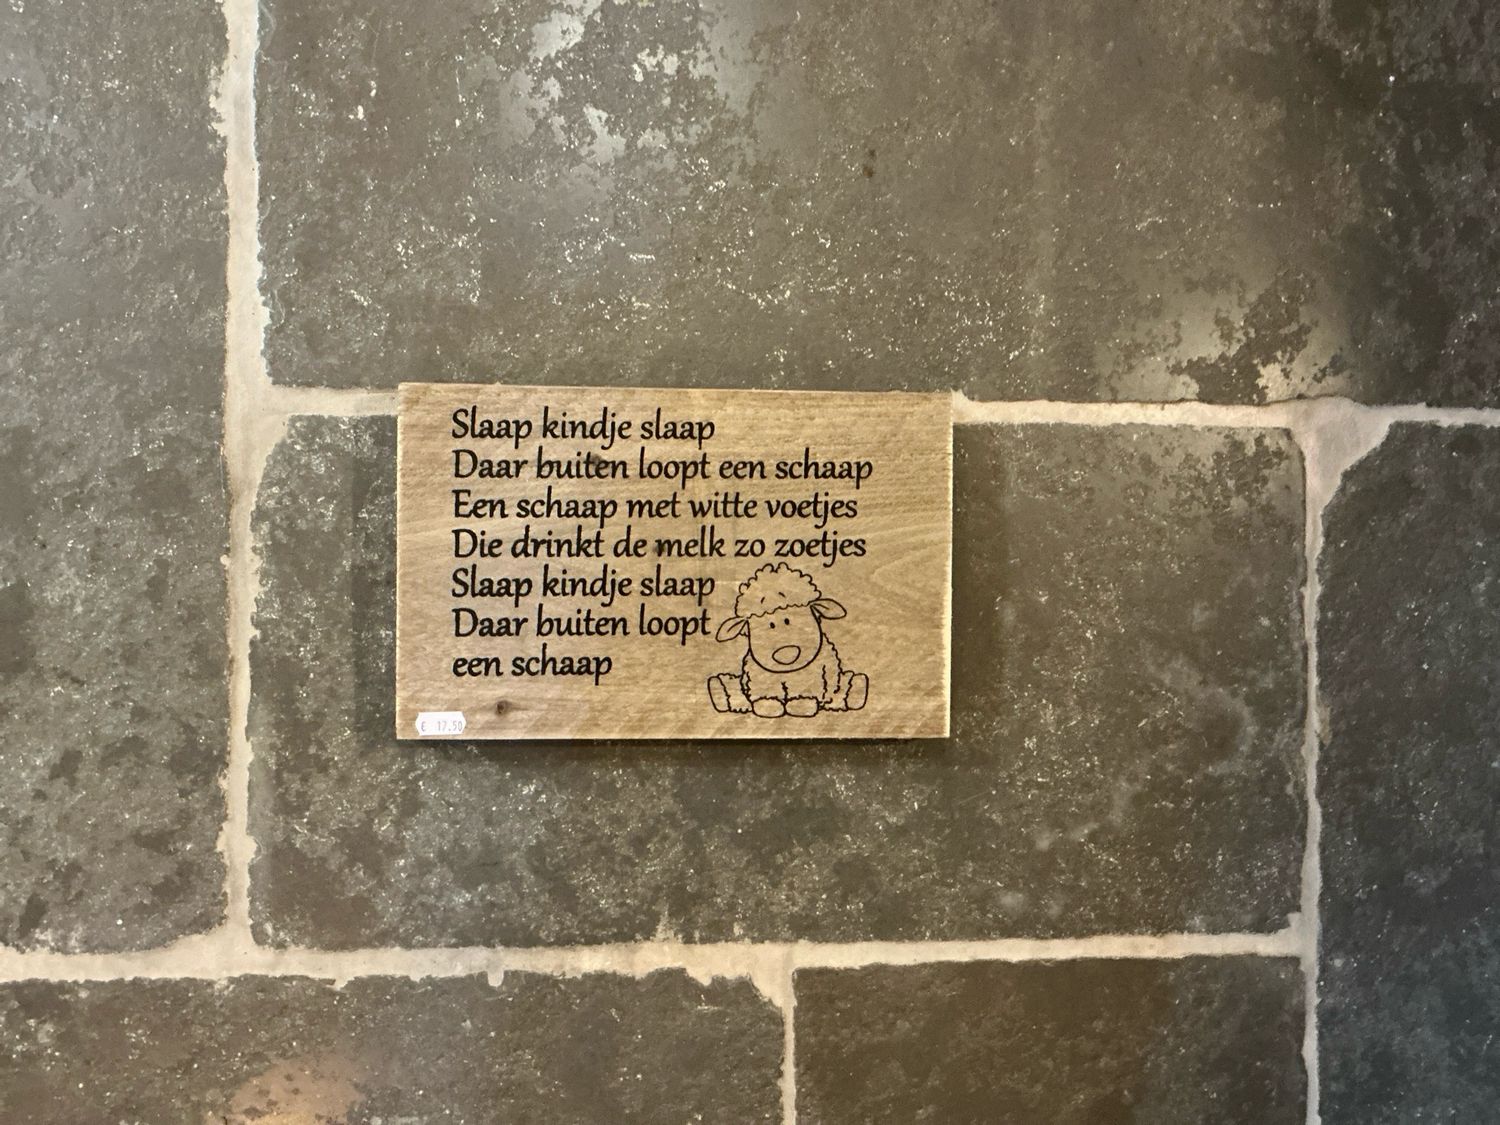 Slaap kindje slaap
Daar buiten loopt een schaap
Een schaap met witte voetjes
Die drinkt de melk zo zoetjes
Slaap kindje slaap
Daar buiten loopt
een schaap
€ 17.50